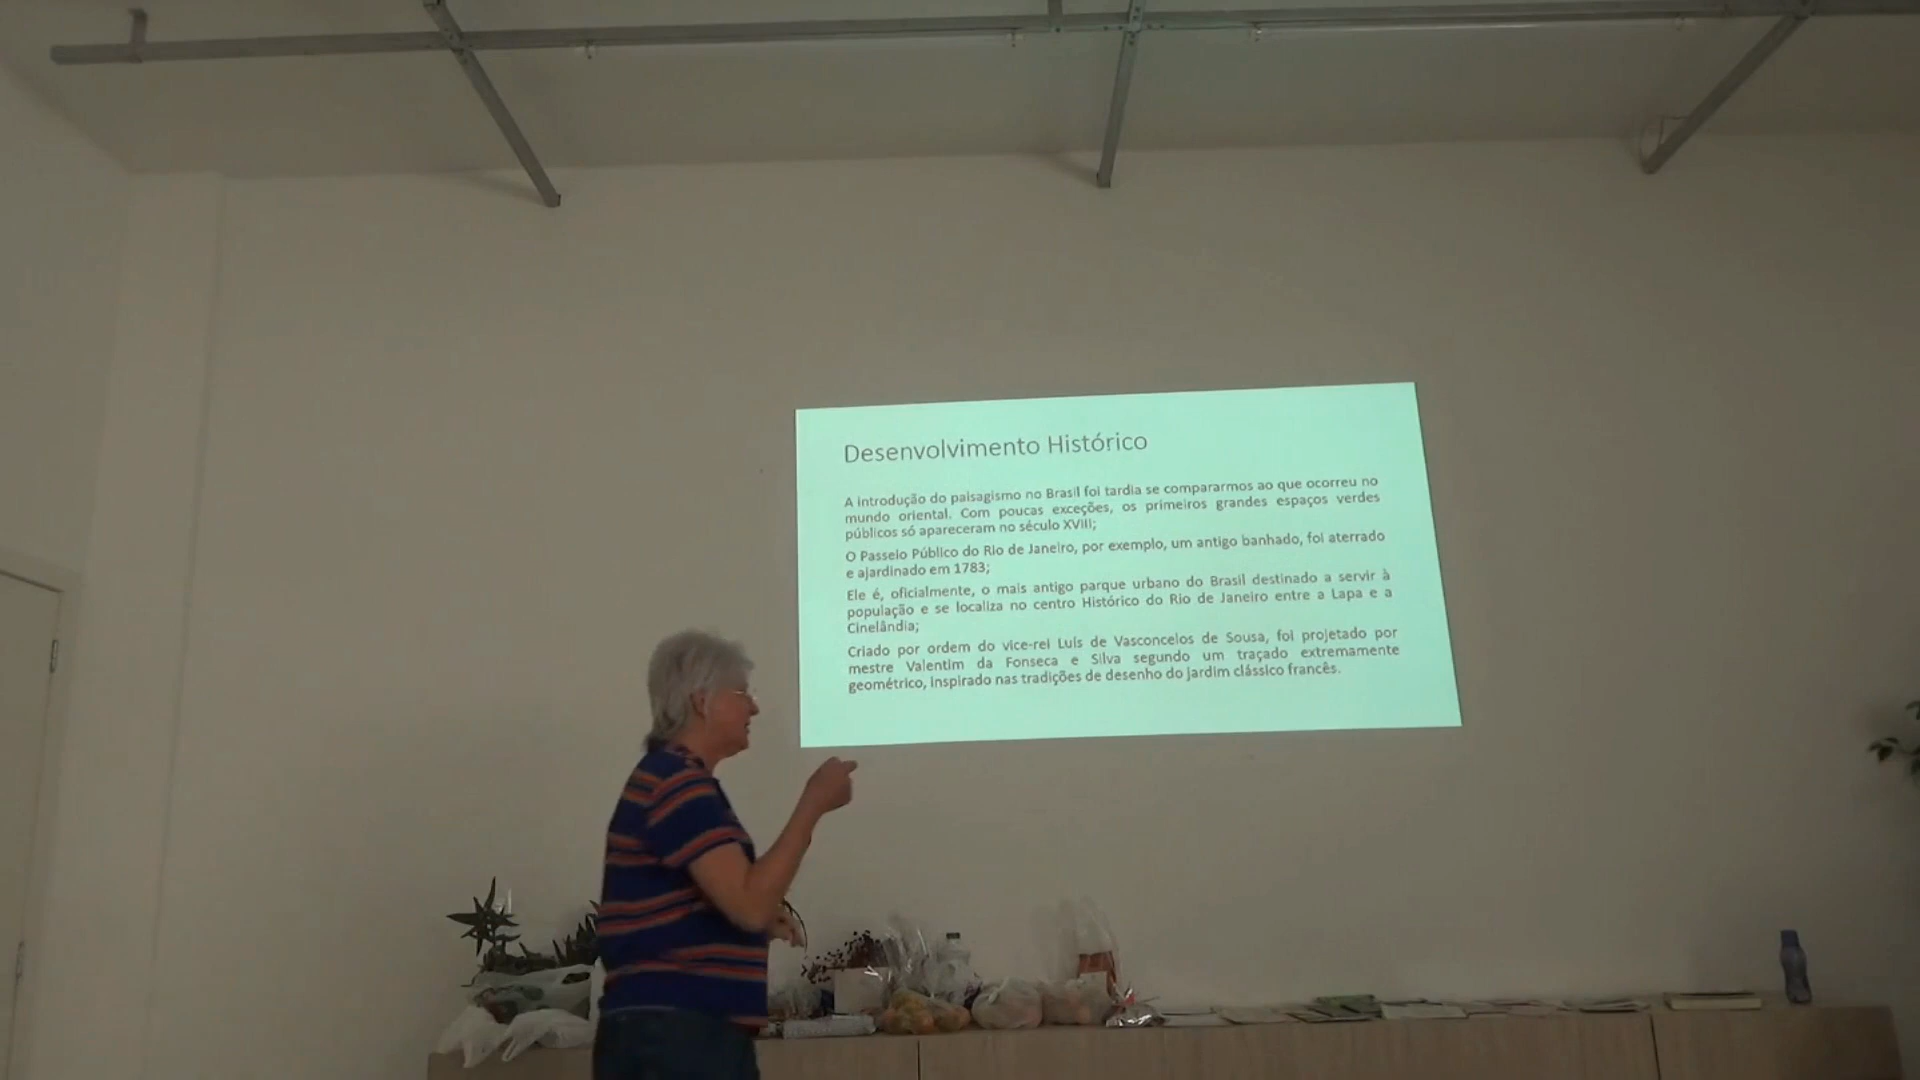 Desenvolvimento Histórico
A introdução do paisagismo no Brasil foi tardia se compararmos ao que ocorreu no
mundo oriental. Com poucas exceções, os primeiros grandes espaços verdes
públicos só apareceram no século XVIII;
O Passeio Público do Rio de Janeiro, por exemplo, um antigo banhado, foi aterrado
e ajardinado em 1783;
Ele é, oficialmente, o mais antigo parque urbano do Brasil destinado a servir à
população e se localiza no centro Histórico do Rio de Janeiro entre a Lapa e a
Cinelândia;
Criado por ordem do vice-rei Luís de Vasconcelos de Sousa, foi projetado por
mestre Valentim da Fonseca e Silva segundo um traçado extremamente
geométrico, inspirado nas tradições de desenho do jardim clássico francês.